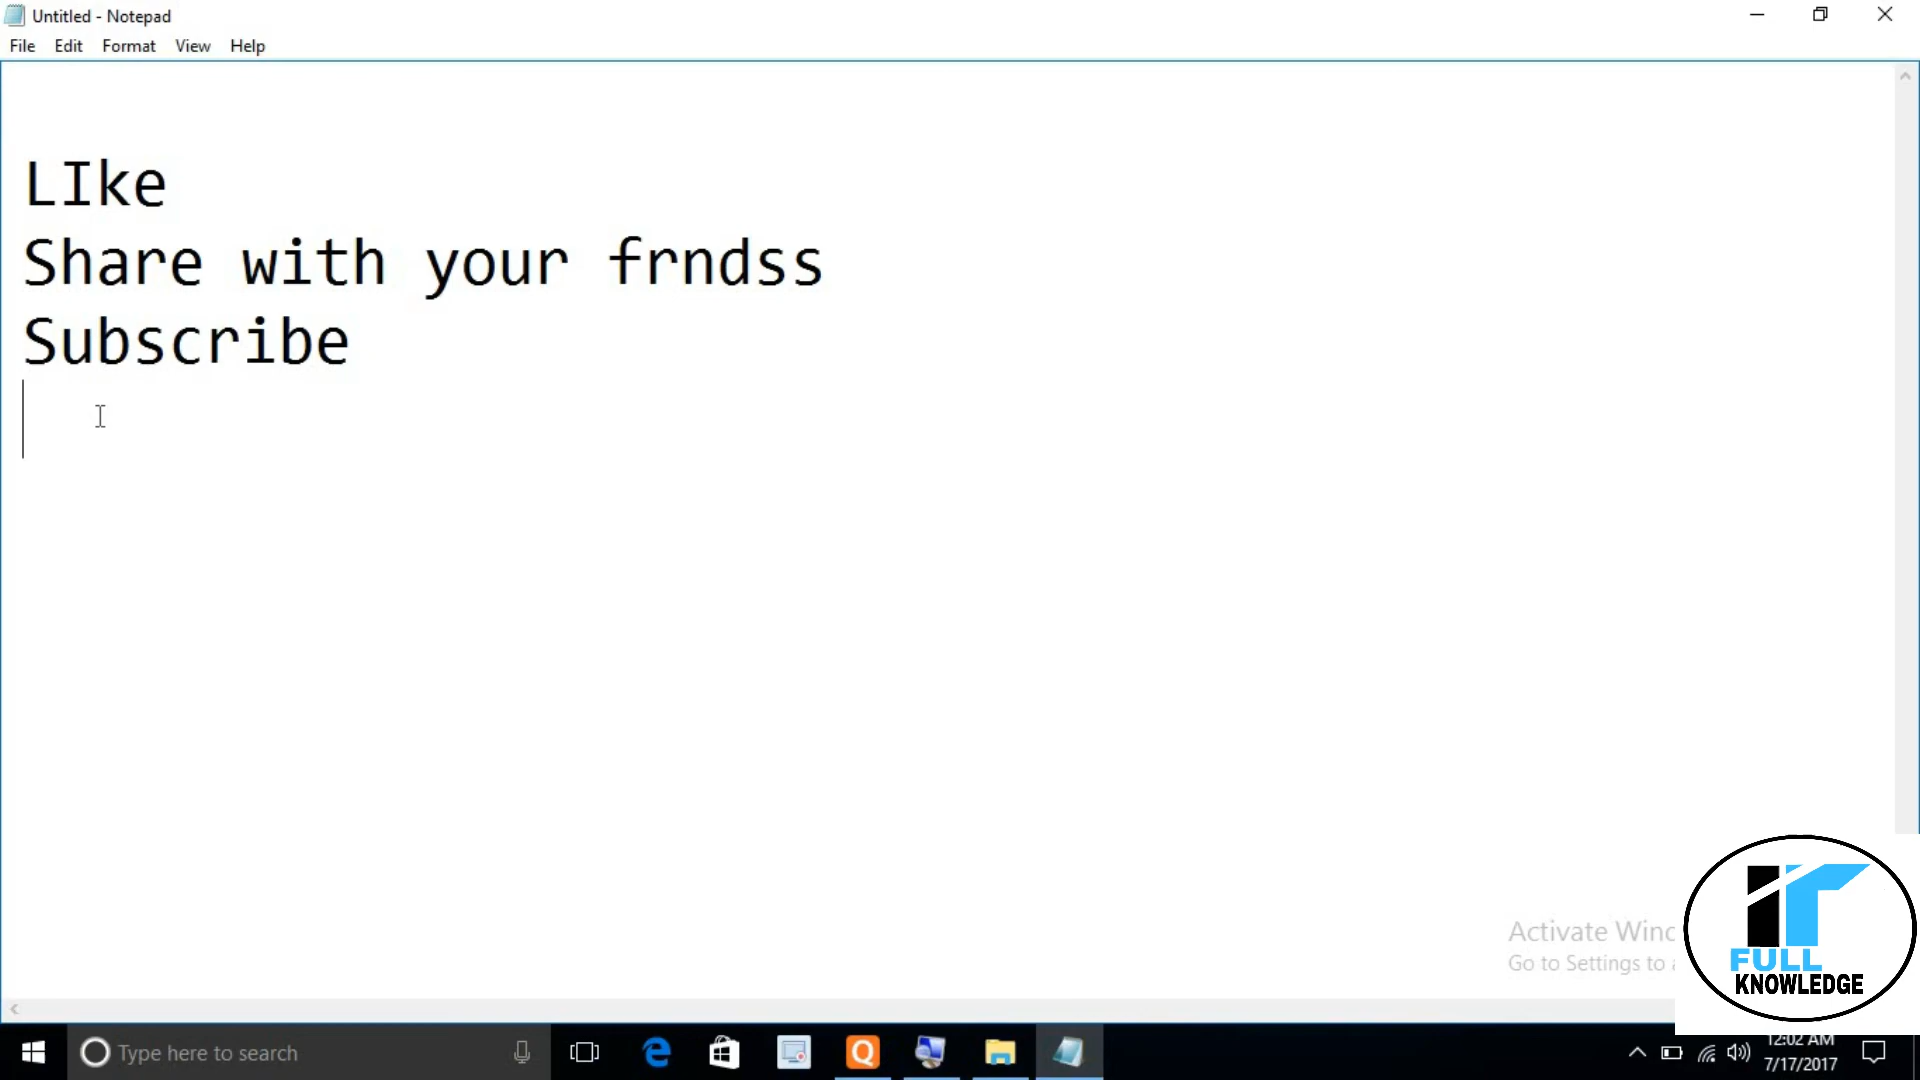 Untitled - Notepad
File Edit Format View Help
LIke
Share with your frndss
Subscribe
Activate Winc
Go to Settings to
IT
FULL
KNOWLEDGE
Type here to search
12:02 AM
7/17/2017